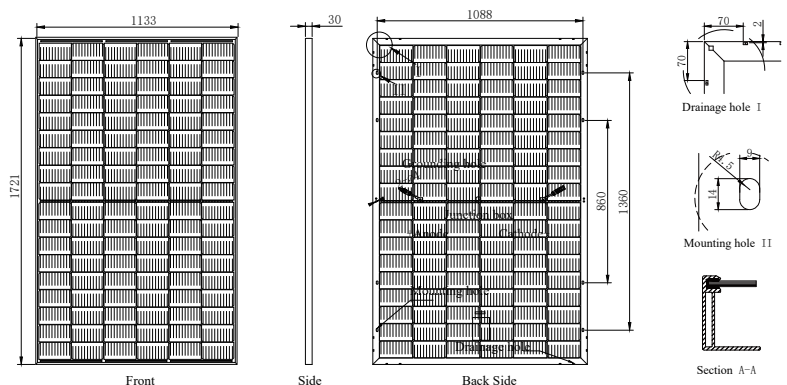 1133
1721
Front
30
Side
1088
I
II
Grounding hole
A
Junction box
Anode
Cathode
Mounting hole
Drainage hole
860
1360
Back Side
70
2
70
Drainage hole I
R4.5
9
14
Mounting hole II
Section A-A